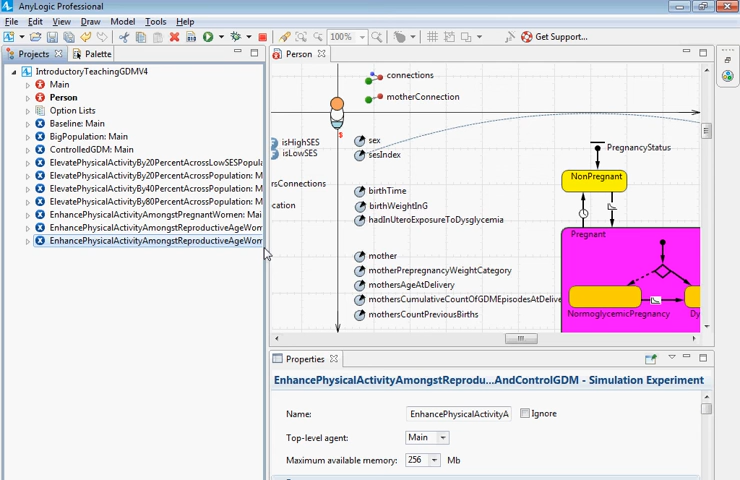 AnyLogic Professional
File Edit View Draw Model Tools Help
100% Get Support...
Projects Palette
IntroductoryTeachingGDMV4
Main
Person
Option Lists
Baseline: Main
BigPopulation: Main
ControlledGDM: Main
ElevatePhysicalActivityBy20PercentAcrossLowSESPopula
ElevatePhysicalActivityBy20PercentAcrossPopulation: M
ElevatePhysicalActivityBy40PercentAcrossPopulation: M
ElevatePhysicalActivityBy80PercentAcrossPopulation: M
EnhancePhysicalActivityAmongstPregnantWomen: Mai
EnhancePhysicalActivityAmongstReproductiveAgeWom
EnhancePhysicalActivityAmongstReproductiveAgeWom
Person
connections
motherConnection
$
isHighSES
isLowSES
sex
sesIndex
rsConnections
cation
birthTime
birthWeightInG
hadInUteroExposureToDysglycemia
mother
motherPrepregnancyWeightCategory
mothersAgeAtDelivery
mothersCumulativeCountOfGDMEpisodesAtDelive
mothersCountPreviousBirths
PregnancyStatus
NonPregnant
Pregnant
NormoglycemicPregnancy
Dy
Properties
EnhancePhysicalActivityAmongstReprodu...AndControlGDM - Simulation Experiment
Name: EnhancePhysicalActivityA Ignore
Top-level agent: Main
Maximum available memory: 256 Mb